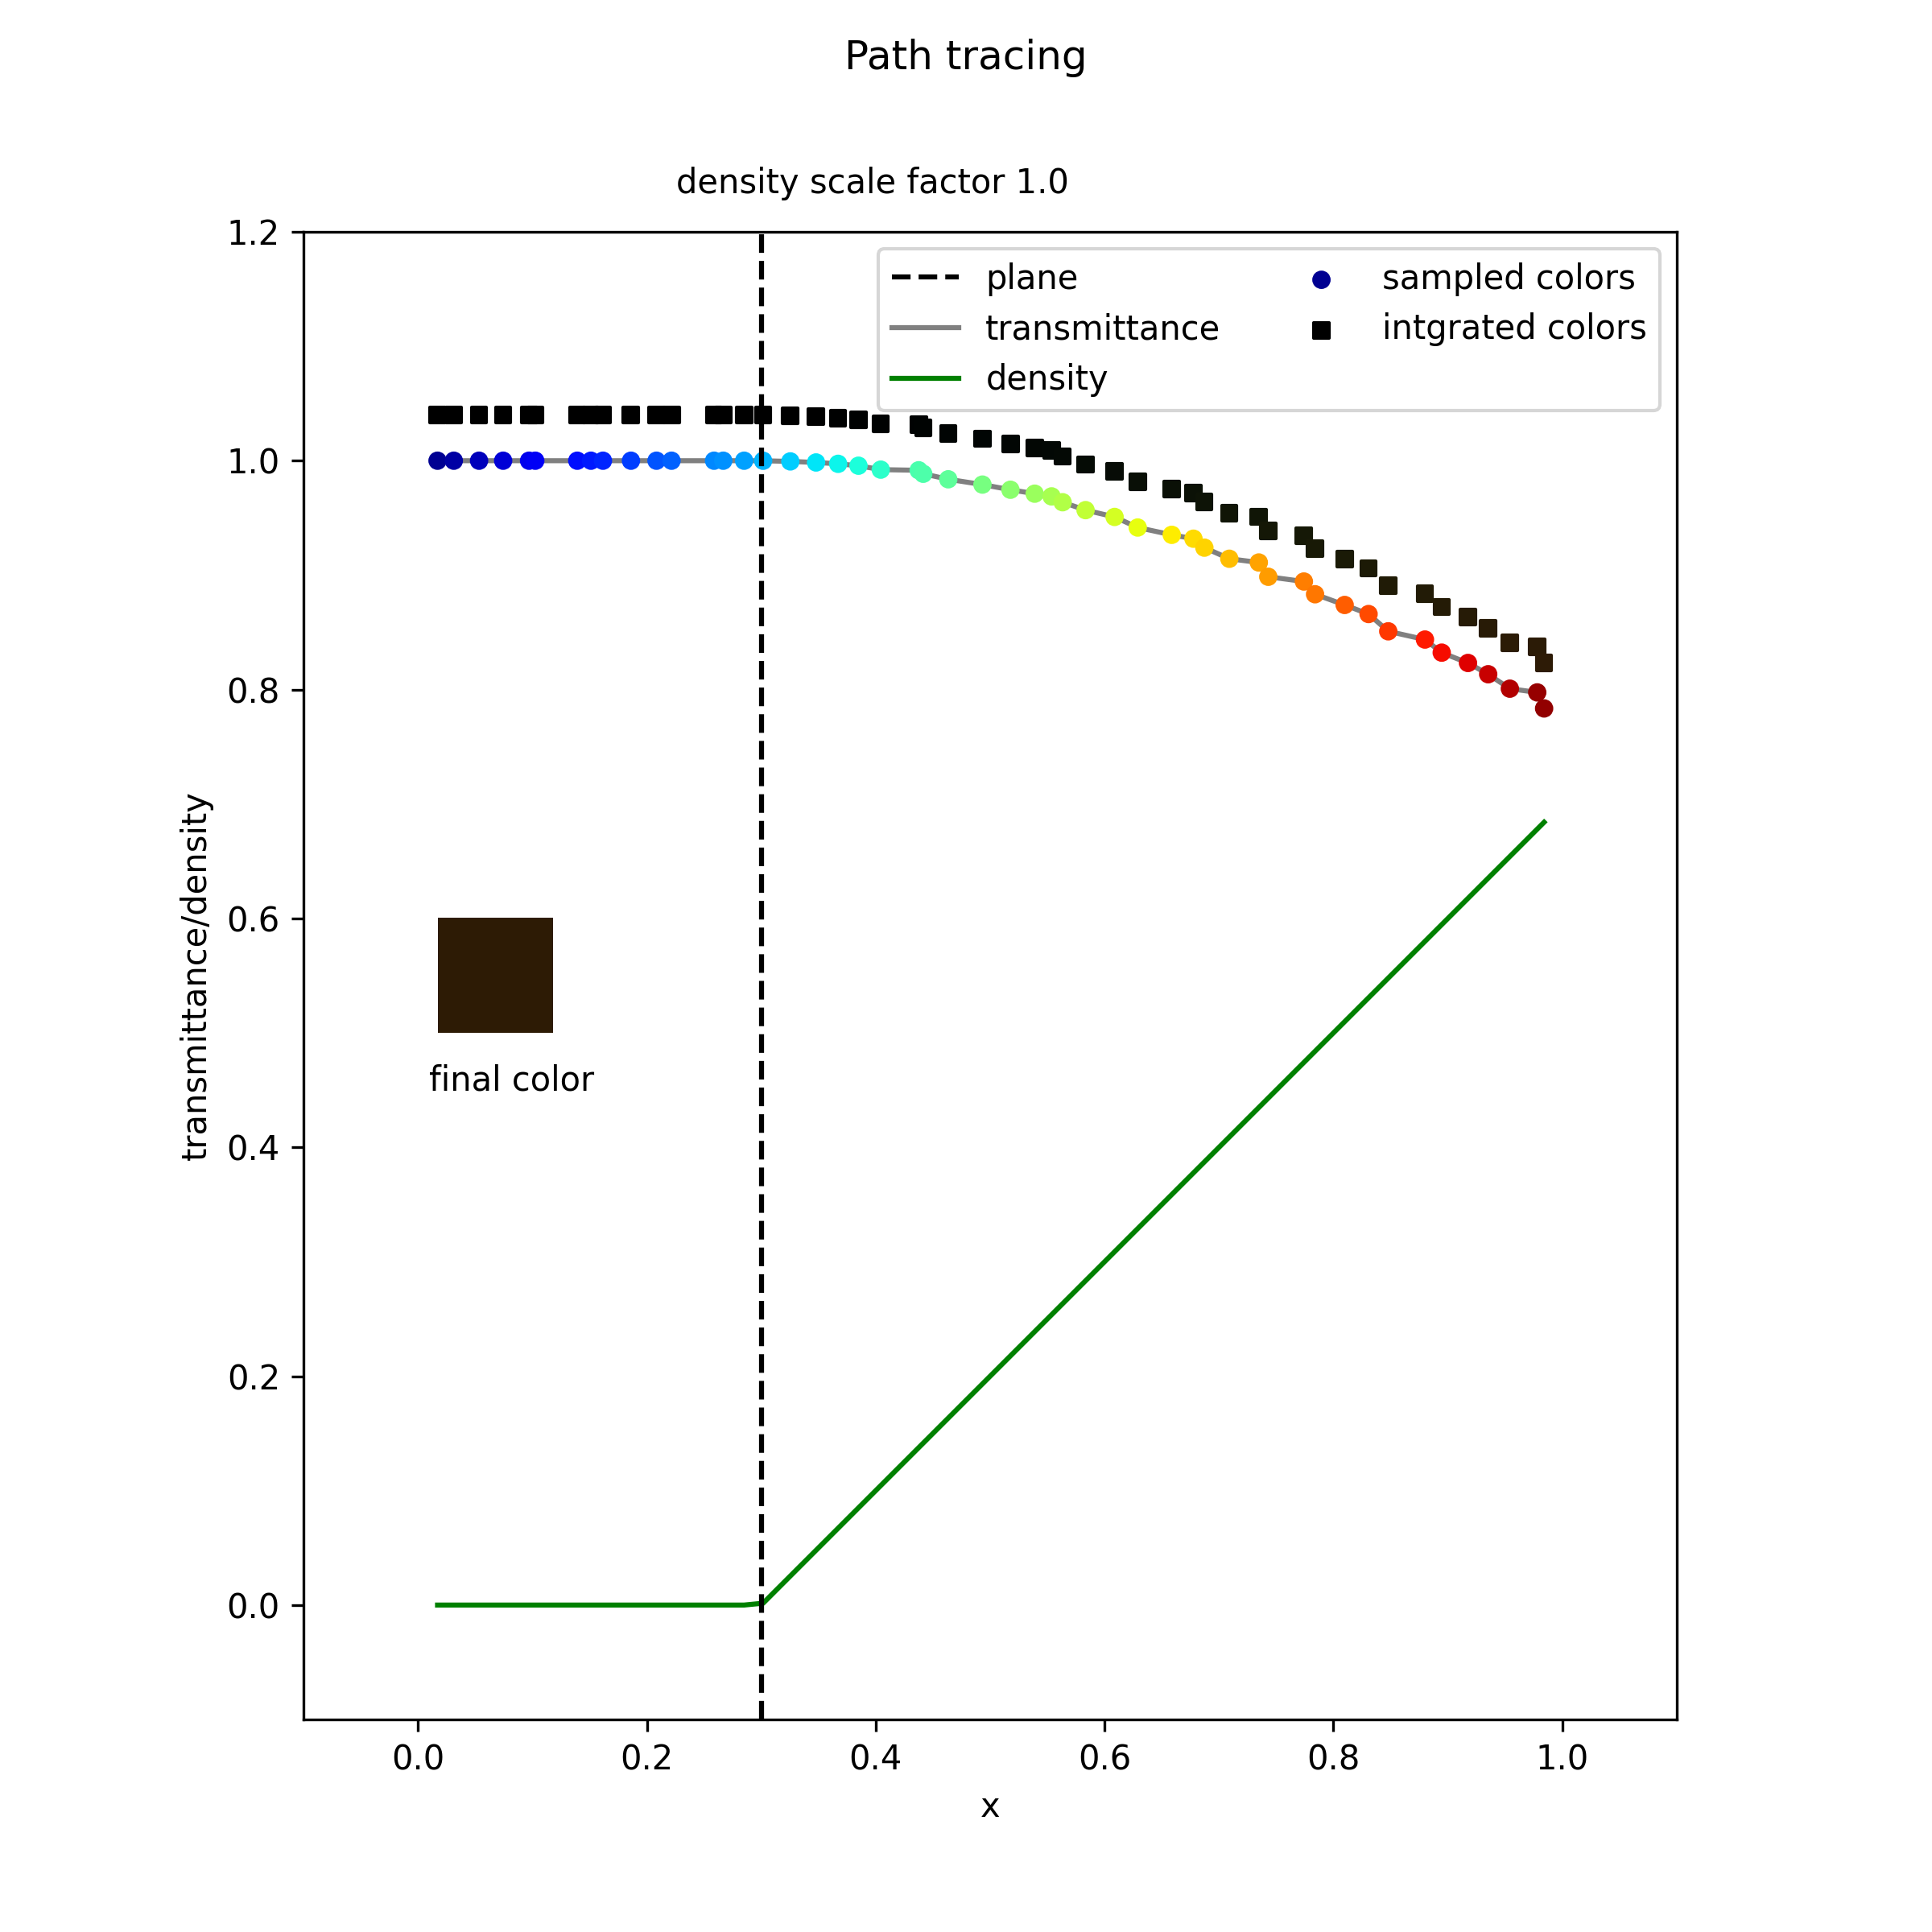 Path tracing
density scale factor 1.0
plane
transmittance
density
sampled colors
intgrated colors
1.2
1.0
0.8
0.6
0.4
0.2
0.0
transmittance/density
final color
0.0 0.2 0.4 0.6 0.8 1.0
x